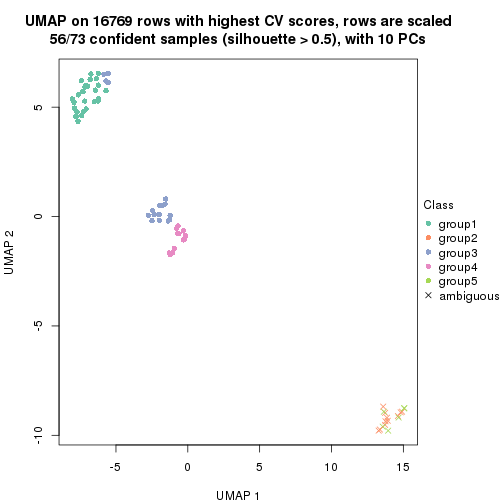 UMAP on 16769 rows with highest CV scores, rows are scaled
56/73 confident samples (silhouette > 0.5), with 10 PCs
5
0
-5
-10
UMAP 2
-5
0
5
10
15
UMAP 1
Class
group1
group2
group3
group4
group5
ambiguous